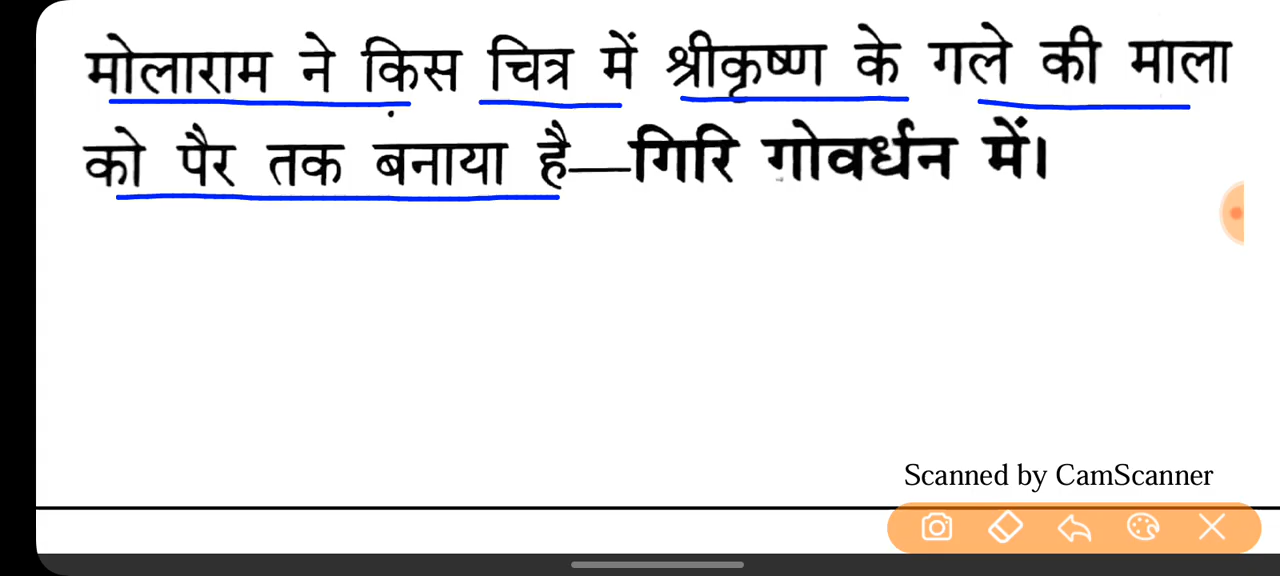 मोलाराम ने किस चित्र में श्रीकृष्ण के गले की माला
को पैर तक बनाया है—गिरि गोवर्धन में।
Scanned by CamScanner